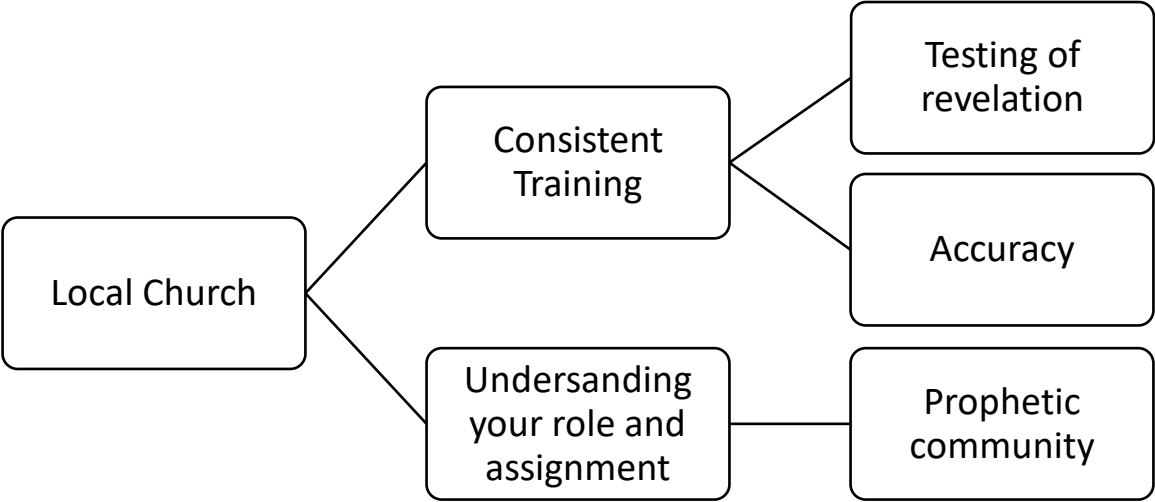 Testing of
revelation
Consistent
Training
Accuracy
Local Church
Undersanding
your role and
assignment
Prophetic
community